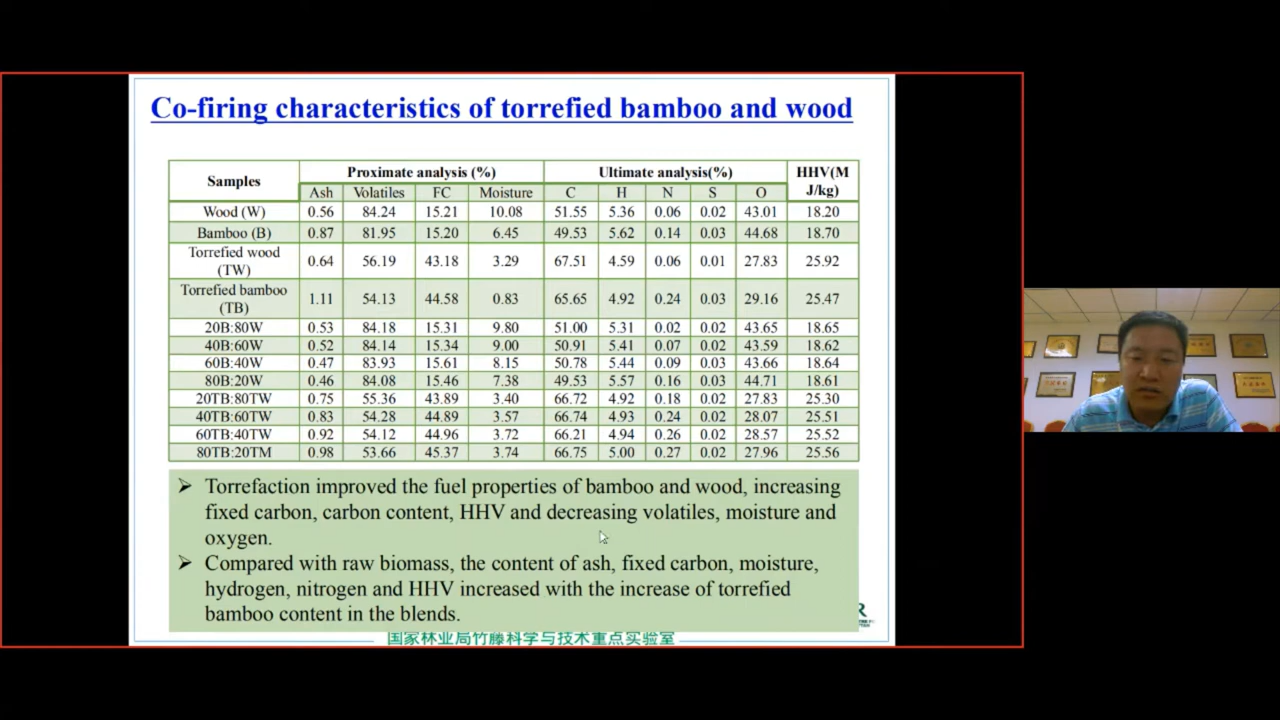 Co-firing characteristics of torrefied bamboo and wood
Samples Proximate analysis (%) Ultimate analysis(%) HHV(M J/kg)
Ash Volatiles FC Moisture C H N S O
Wood (W) 0.56 84.24 15.21 10.08 51.55 5.36 0.06 0.02 43.01 18.20
Bamboo (B) 0.87 81.95 15.20 6.45 49.53 5.62 0.14 0.03 44.68 18.70
Torrefied wood (TW) 0.64 56.19 43.18 3.29 67.51 4.59 0.06 0.01 27.83 25.92
Torrefied bamboo (TB) 1.11 54.13 44.58 0.83 65.65 4.92 0.24 0.03 29.16 25.47
20B:80W 0.53 84.18 15.31 9.80 51.00 5.31 0.02 0.02 43.65 18.65
40B:60W 0.52 84.14 15.34 9.00 50.91 5.41 0.07 0.02 43.59 18.62
60B:40W 0.47 83.93 15.61 8.15 50.78 5.44 0.09 0.03 43.66 18.64
80B:20W 0.46 84.08 15.46 7.38 49.53 5.57 0.16 0.03 44.71 18.61
20TB:80TW 0.75 55.36 43.89 3.40 66.72 4.92 0.18 0.02 27.83 25.30
40TB:60TW 0.83 54.28 44.89 3.57 66.74 4.93 0.24 0.02 28.07 25.51
60TB:40TW 0.92 54.12 44.96 3.72 66.21 4.94 0.26 0.02 28.57 25.52
80TB:20TM 0.98 53.66 45.37 3.74 66.75 5.00 0.27 0.02 27.96 25.56
➢ Torrefaction improved the fuel properties of bamboo and wood, increasing
fixed carbon, carbon content, HHV and decreasing volatiles, moisture and
oxygen.
➢ Compared with raw biomass, the content of ash, fixed carbon, moisture,
hydrogen, nitrogen and HHV increased with the increase of torrefied
bamboo content in the blends.
国家林业局竹藤科学与技术重点实验室